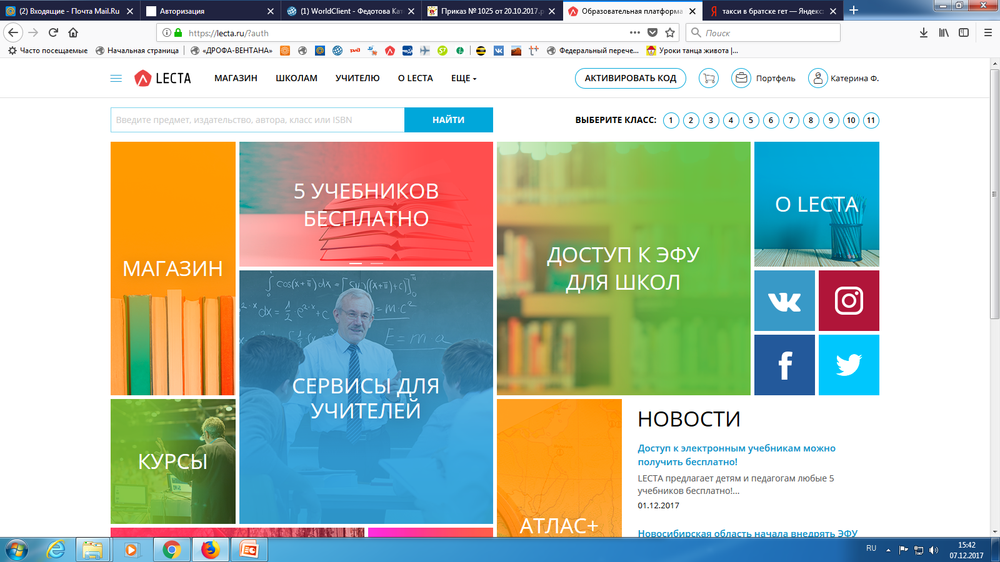 (2) Входящие - Почта Mail.Ru
Авторизация
(1) WorldClient - Федотова Кат
Приказ № 1025 от 20.10.2017.p
Образовательная платформа
такси в братске гет — Яндекс
https://lecta.ru/?auth
Поиск
Часто посещаемые
Начальная страница
«ДРОФА-ВЕНТАНА»
Федеральный перече...
Уроки танца живота |...
LECTA
МАГАЗИН
ШКОЛАМ
УЧИТЕЛЮ
О LECTA
ЕЩЕ
АКТИВИРОВАТЬ КОД
Портфель
Катерина Ф.
Введите предмет, издательство, автора, класс или ISBN
НАЙТИ
ВЫБЕРИТЕ КЛАСС: 1 2 3 4 5 6 7 8 9 10 11
МАГАЗИН
5 УЧЕБНИКОВ
БЕСПЛАТНО
ДОСТУП К ЭФУ
ДЛЯ ШКОЛ
О LECTA
СЕРВИСЫ ДЛЯ
УЧИТЕЛЕЙ
КУРСЫ
АТЛАС+
НОВОСТИ
Доступ к электронным учебникам можно
получить бесплатно!
LECTA предлагает детям и педагогам любые 5
учебников бесплатно!...
01.12.2017
Новосибирская область начала внедрять ЭФУ
RU
15:42
07.12.2017